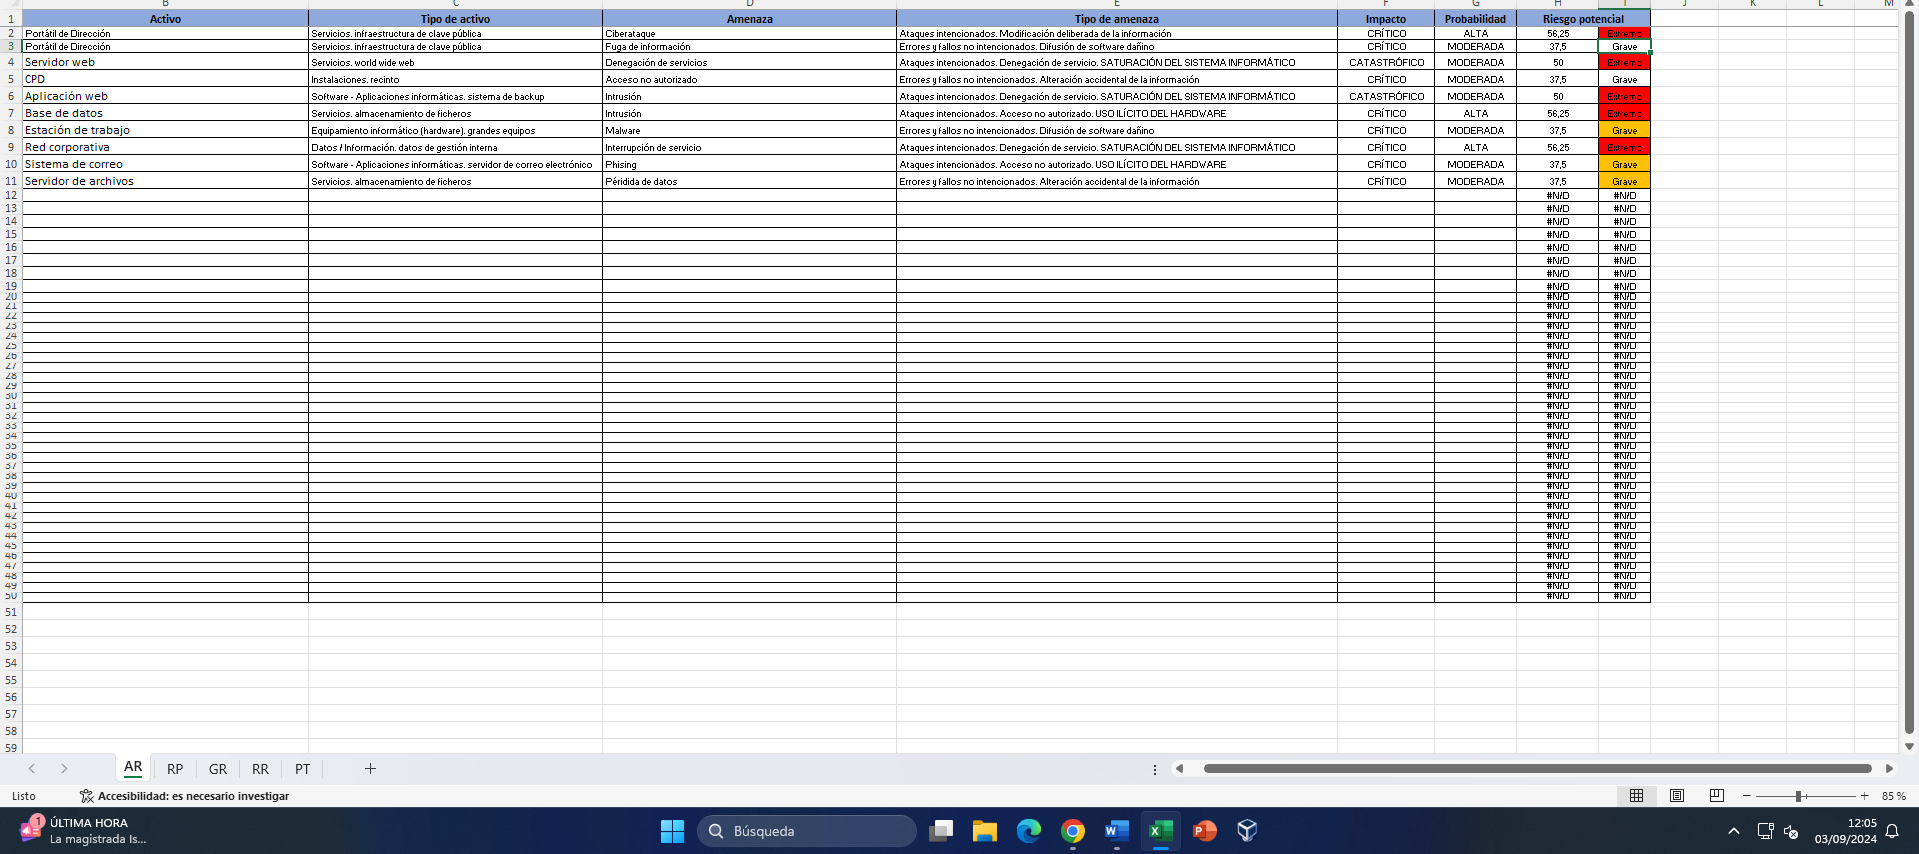 B C D E F G H I J K L M
1 Activo Tipo de activo Amenaza Tipo de amenaza Impacto Probabilidad Riesgo potencial
2 Portátil de Dirección Servicios. infraestructura de clave pública Ciberataque Ataques intencionados. Modificación deliberada de la información CRÍTICO ALTA 56,25 Extremo
3 Portátil de Dirección Servicios. infraestructura de clave pública Fuga de información Errores y fallos no intencionados. Difusión de software dañino CRÍTICO MODERADA 37,5 Grave
4 Servidor web Servicios. world wide web Denegación de servicios Ataques intencionados. Denegación de servicio. SATURACIÓN DEL SISTEMA INFORMÁTICO CATASTRÓFICO MODERADA 50 Extremo
5 CPD Instalaciones. recinto Acceso no autorizado Errores y fallos no intencionados. Alteración accidental de la información CRÍTICO MODERADA 37,5 Grave
6 Aplicación web Software - Aplicaciones informáticas. sistema de backup Intrusión Ataques intencionados. Denegación de servicio. SATURACIÓN DEL SISTEMA INFORMÁTICO CATASTRÓFICO MODERADA 50 Extremo
7 Base de datos Servicios. almacenamiento de ficheros Intrusión Ataques intencionados. Acceso no autorizado. USO ILÍCITO DEL HARDWARE CRÍTICO ALTA 56,25 Extremo
8 Estación de trabajo Equipamiento informático (hardware). grandes equipos Malware Errores y fallos no intencionados. Difusión de software dañino CRÍTICO MODERADA 37,5 Grave
9 Red corporativa Datos / Información. datos de gestión interna Interrupción de servicio Ataques intencionados. Denegación de servicio. SATURACIÓN DEL SISTEMA INFORMÁTICO CRÍTICO ALTA 56,25 Extremo
10 Sistema de correo Software - Aplicaciones informáticas. servidor de correo electrónico Phising Ataques intencionados. Acceso no autorizado. USO ILÍCITO DEL HARDWARE CRÍTICO MODERADA 37,5 Grave
11 Servidor de archivos Servicios. almacenamiento de ficheros Péridida de datos Errores y fallos no intencionados. Alteración accidental de la información CRÍTICO MODERADA 37,5 Grave
12 #N/D #N/D
13 #N/D #N/D
14 #N/D #N/D
15 #N/D #N/D
16 #N/D #N/D
17 #N/D #N/D
18 #N/D #N/D
19 #N/D #N/D
20 #N/D #N/D
21 #N/D #N/D
22 #N/D #N/D
23 #N/D #N/D
24 #N/D #N/D
25 #N/D #N/D
26 #N/D #N/D
27 #N/D #N/D
28 #N/D #N/D
29 #N/D #N/D
30 #N/D #N/D
31 #N/D #N/D
32 #N/D #N/D
33 #N/D #N/D
34 #N/D #N/D
35 #N/D #N/D
36 #N/D #N/D
37 #N/D #N/D
38 #N/D #N/D
39 #N/D #N/D
40 #N/D #N/D
41 #N/D #N/D
42 #N/D #N/D
43 #N/D #N/D
44 #N/D #N/D
45 #N/D #N/D
46 #N/D #N/D
47 #N/D #N/D
48 #N/D #N/D
49 #N/D #N/D
50 #N/D #N/D
51
52
53
54
55
56
57
58
59
AR RP GR RR PT
Listo Accesibilidad: es necesario investigar 85 %
1 ÚLTIMA HORA
La magistrada Is...
Búsqueda
12:05
03/09/2024